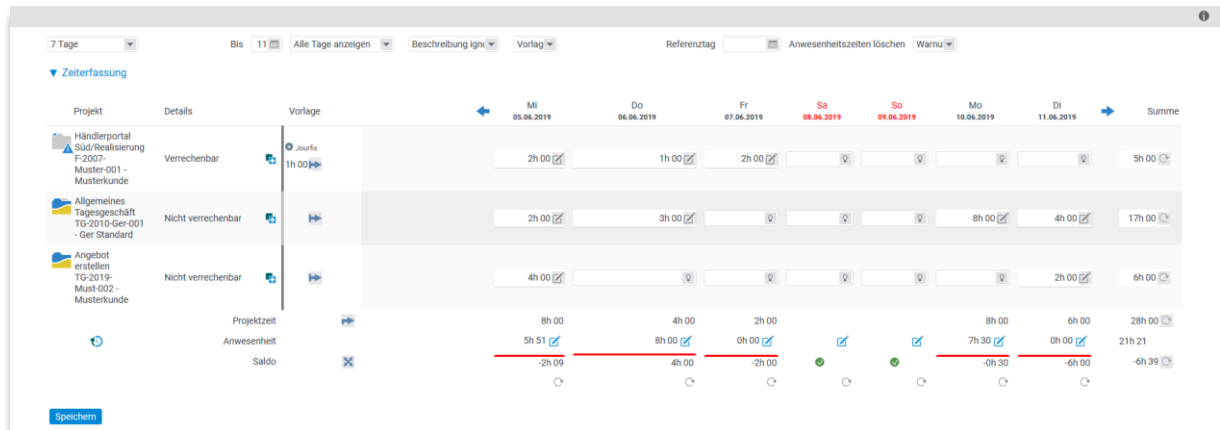 7 Tage Bis 11 Alle Tage anzeigen Beschreibung ign Vorlag Referenztag Anwesenheitszeiten löschen Warnu
Zeiterfassung
Projekt Details Vorlage Mi Do Fr Sa So Mo Di Summe
05.06.2019 06.06.2019 07.06.2019 08.06.2019 09.06.2019 10.06.2019 11.06.2019
Händlerportal
Süd/Realisierung
F-2007-
Muster-001 -
Musterkunde
Verrechenbar
Jourfix
1h 00
2h 00 1h 00 2h 00 5h 00
Allgemeines
Tagesgeschäft
TG-2010-Ger-001
- Ger Standard
Nicht verrechenbar 2h 00 3h 00 8h 00 4h 00 17h 00
Angebot
erstellen
TG-2019-
Must-002 -
Musterkunde
Nicht verrechenbar 4h 00 2h 00 6h 00
Projektzeit 8h 00 4h 00 2h 00 8h 00 6h 00 28h 00
Anwesenheit 5h 51 8h 00 0h 00 7h 30 0h 00 21h 21
Saldo -2h 09 4h 00 -2h 00 -0h 30 -6h 00 -6h 39
Speichern